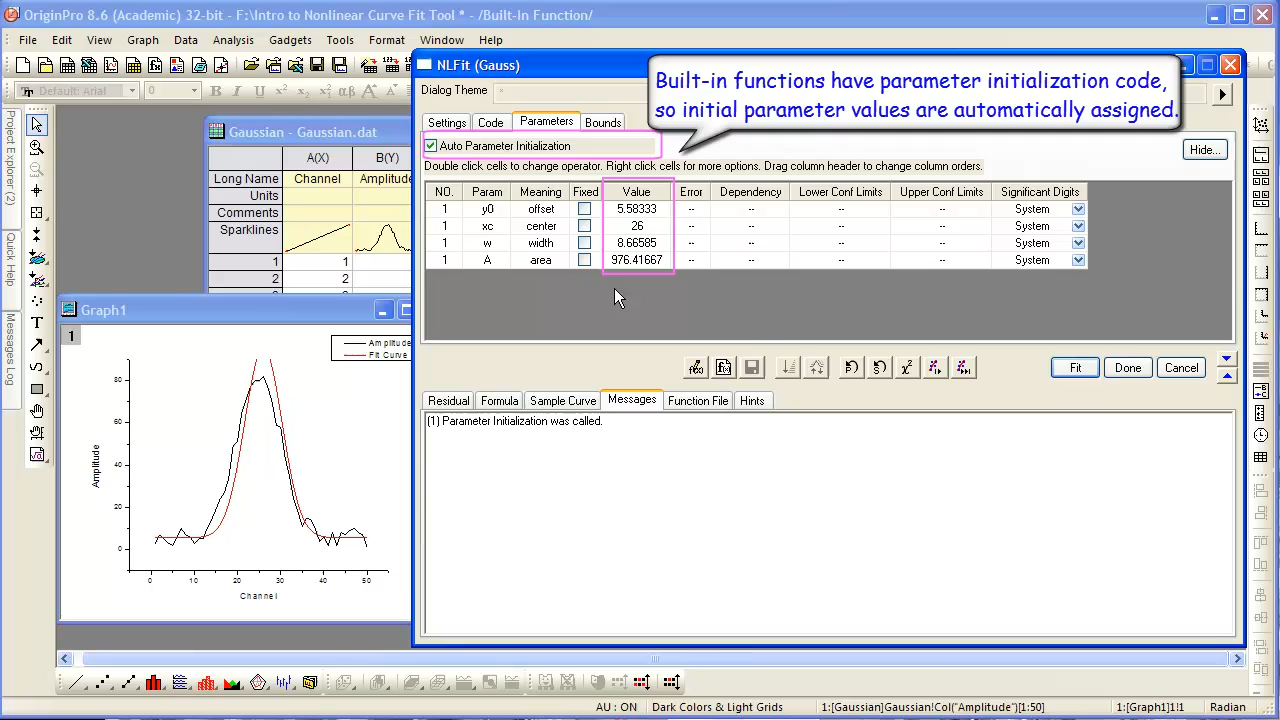 OriginPro 8.6 (Academic) 32-bit - F:\Intro to Nonlinear Curve Fit Tool * - /Built-In Function/
File Edit View Graph Data Analysis Gadgets Tools Format Window Help
Default: Arial 0 B I U
NLFit (Gauss)
Dialog Theme *
Built-in functions have parameter initialization code,
so initial parameter values are automatically assigned.
Settings Code Parameters Bounds
Auto Parameter Initialization
Hide...
Double click cells to change operator. Right click cells for more options. Drag column header to change column orders.
NO. Param Meaning Fixed Value Error Dependency Lower Conf Limits Upper Conf Limits Significant Digits
1 y0 offset 5.58333 -- -- -- -- System
1 xc center 26 -- -- -- -- System
1 w width 8.66585 -- -- -- -- System
1 A area 976.41667 -- -- -- -- System
Fit Done Cancel
Residual Formula Sample Curve Messages Function File Hints
(1) Parameter Initialization was called.
Project Explorer (2)
Quick Help
Messages Log
Gaussian - Gaussian.dat
A(X) B(Y)
Long Name Channel Amplitude
Units
Comments
Sparklines
1 1
2 2
Graph1
1
Amplitu
Fit Curve
80
60
40
20
0
Amplitude
0 10 20 30 40 50
Channel
AU : ON Dark Colors & Light Grids 1:[Gaussian]Gaussian!Col("Amplitude")[1:50] 1:[Graph1]1!1 Radian